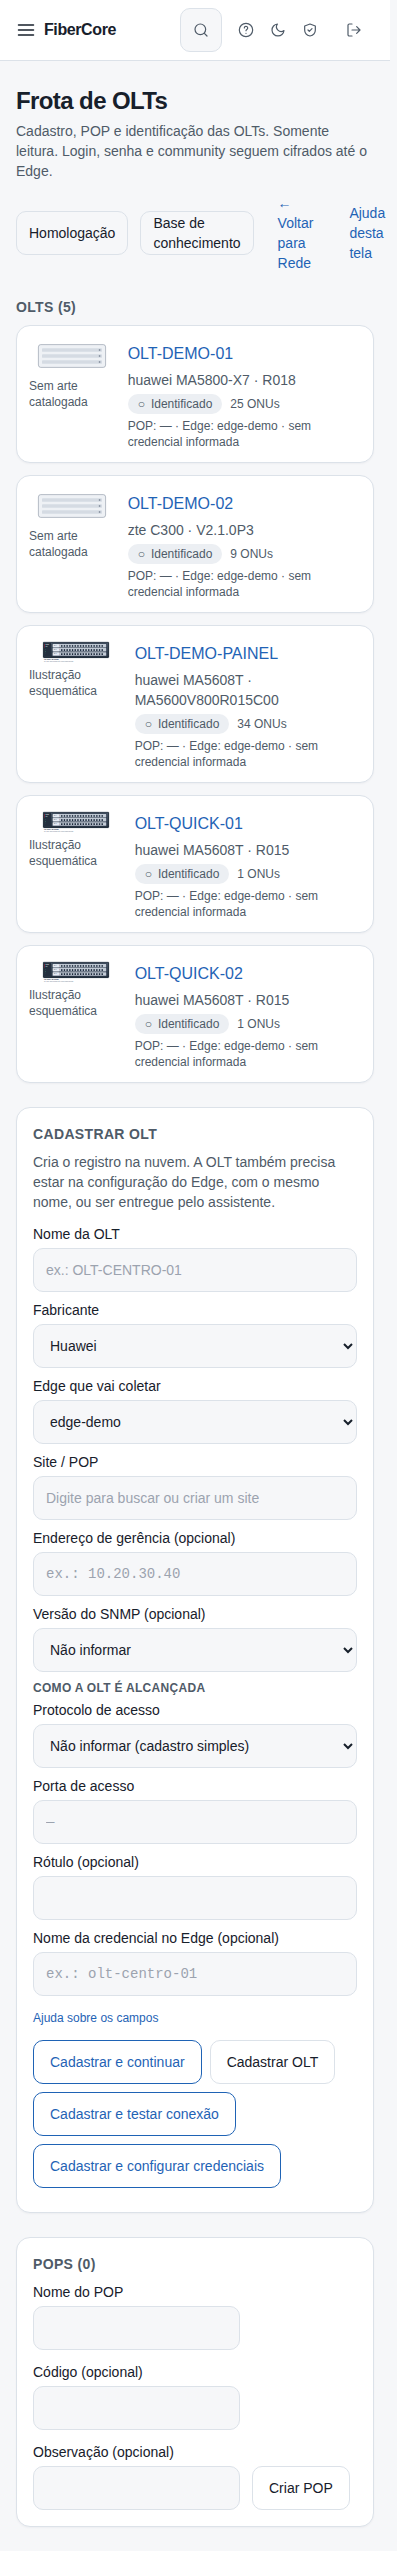 FiberCore
Frota de OLTs
Cadastro, POP e identificação das OLTs. Somente
leitura. Login, senha e community seguem cifrados até o
Edge.
Homologação
Base de
conhecimento
←
Voltar
para
Rede
Ajuda
desta
tela
OLTS (5)
Sem arte
catalogada
OLT-DEMO-01
huawei MA5800-X7 · R018
○ Identificado 25 ONUs
POP: — · Edge: edge-demo · sem
credencial informada
Sem arte
catalogada
OLT-DEMO-02
zte C300 · V2.1.0P3
○ Identificado 9 ONUs
POP: — · Edge: edge-demo · sem
credencial informada
Ilustração
esquemática
OLT-DEMO-PAINEL
huawei MA5608T ·
MA5600V800R015C00
○ Identificado 34 ONUs
POP: — · Edge: edge-demo · sem
credencial informada
Ilustração
esquemática
OLT-QUICK-01
huawei MA5608T · R015
○ Identificado 1 ONUs
POP: — · Edge: edge-demo · sem
credencial informada
Ilustração
esquemática
OLT-QUICK-02
huawei MA5608T · R015
○ Identificado 1 ONUs
POP: — · Edge: edge-demo · sem
credencial informada
CADASTRAR OLT
Cria o registro na nuvem. A OLT também precisa
estar na configuração do Edge, com o mesmo
nome, ou ser entregue pelo assistente.
Nome da OLT
ex.: OLT-CENTRO-01
Fabricante
Huawei
Edge que vai coletar
edge-demo
Site / POP
Digite para buscar ou criar um site
Endereço de gerência (opcional)
ex.: 10.20.30.40
Versão do SNMP (opcional)
Não informar
COMO A OLT É ALCANÇADA
Protocolo de acesso
Não informar (cadastro simples)
Porta de acesso
—
Rótulo (opcional)
Nome da credencial no Edge (opcional)
ex.: olt-centro-01
Ajuda sobre os campos
Cadastrar e continuar
Cadastrar OLT
Cadastrar e testar conexão
Cadastrar e configurar credenciais
POPS (0)
Nome do POP
Código (opcional)
Observação (opcional)
Criar POP